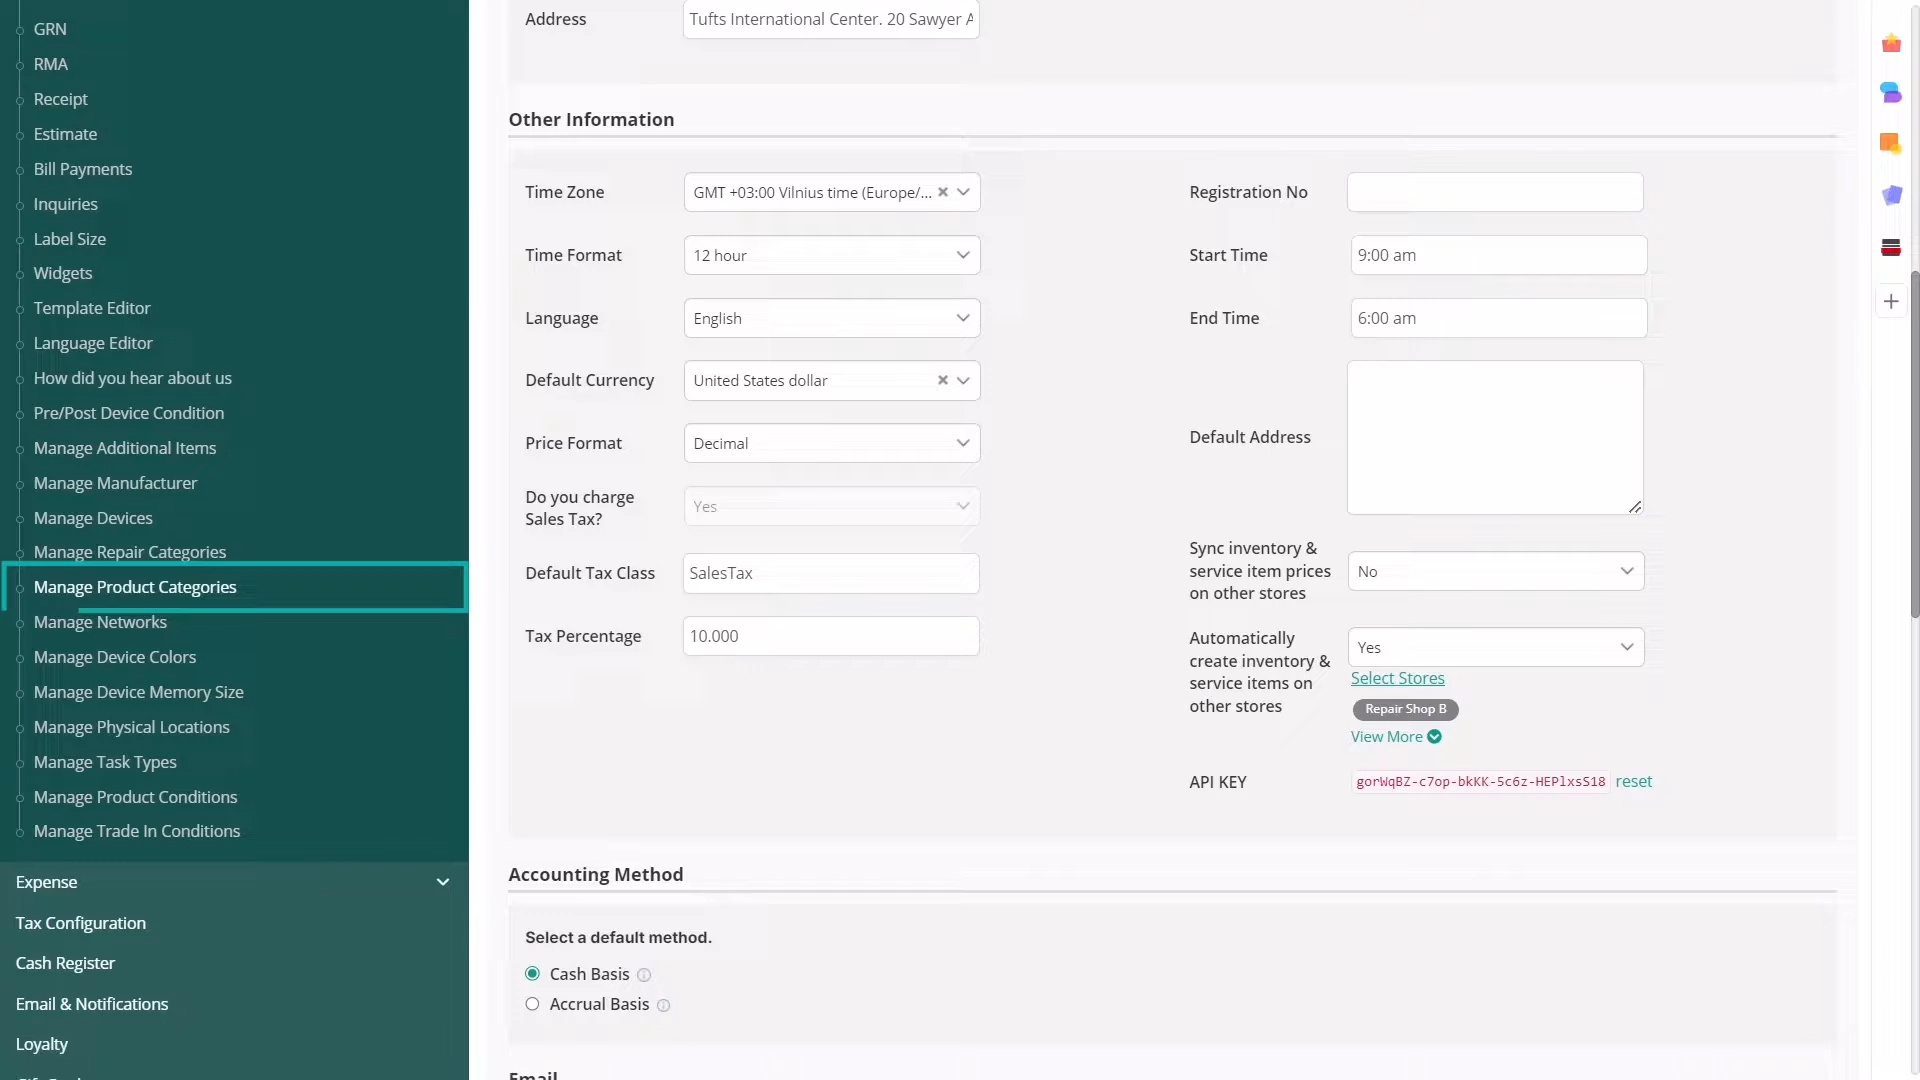 GRN
RMA
Receipt
Estimate
Bill Payments
Inquiries
Label Size
Widgets
Template Editor
Language Editor
How did you hear about us
Pre/Post Device Condition
Manage Additional Items
Manage Manufacturer
Manage Devices
Manage Repair Categories
Manage Product Categories
Manage Networks
Manage Device Colors
Manage Device Memory Size
Manage Physical Locations
Manage Task Types
Manage Product Conditions
Manage Trade In Conditions
Expense
Tax Configuration
Cash Register
Email & Notifications
Loyalty
Address
Tufts International Center. 20 Sawyer A
Other Information
Time Zone
GMT +03:00 Vilnius time (Europe/...
Time Format
12 hour
Language
English
Default Currency
United States dollar
Price Format
Decimal
Do you charge
Sales Tax?
Yes
Default Tax Class
SalesTax
Tax Percentage
10.000
Registration No
Start Time
9:00 am
End Time
6:00 am
Default Address
Sync inventory &
service item prices
on other stores
No
Automatically
create inventory &
service items on
other stores
Yes
Select Stores
Repair Shop B
View More
API KEY
gorWqBZ-c7op-bkKK-5c6z-HEPlxsS18 reset
Accounting Method
Select a default method.
Cash Basis
Accrual Basis
Email